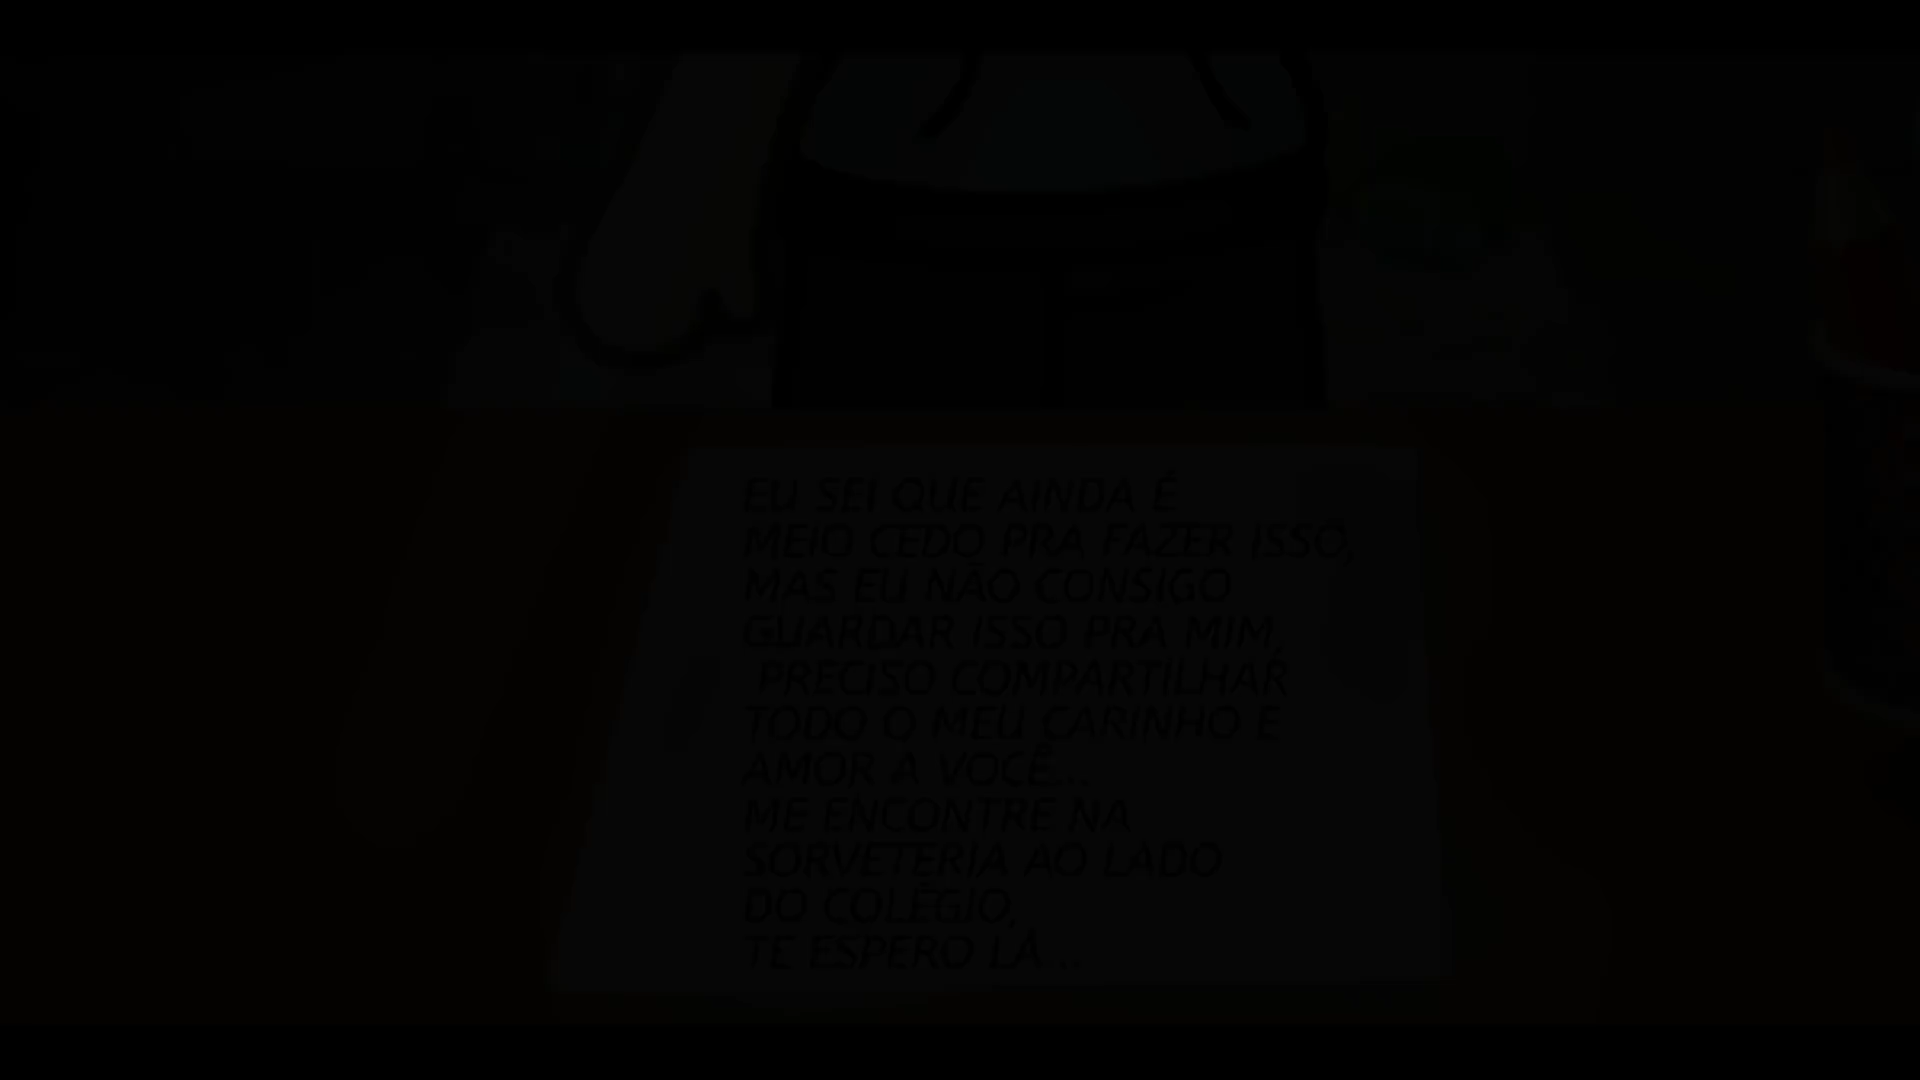 EU SEI QUE AINDA É
MEIO CEDO PRA FAZER ISSO,
MAS EU NÃO CONSIGO
GUARDAR ISSO PRA MIM,
PRECISO COMPARTILHAR
TODO O MEU CARINHO E
AMOR A VOCÊ...
ME ENCONTRE NA
SORVETERIA AO LADO
DO COLÉGIO,
TE ESPERO LÁ...